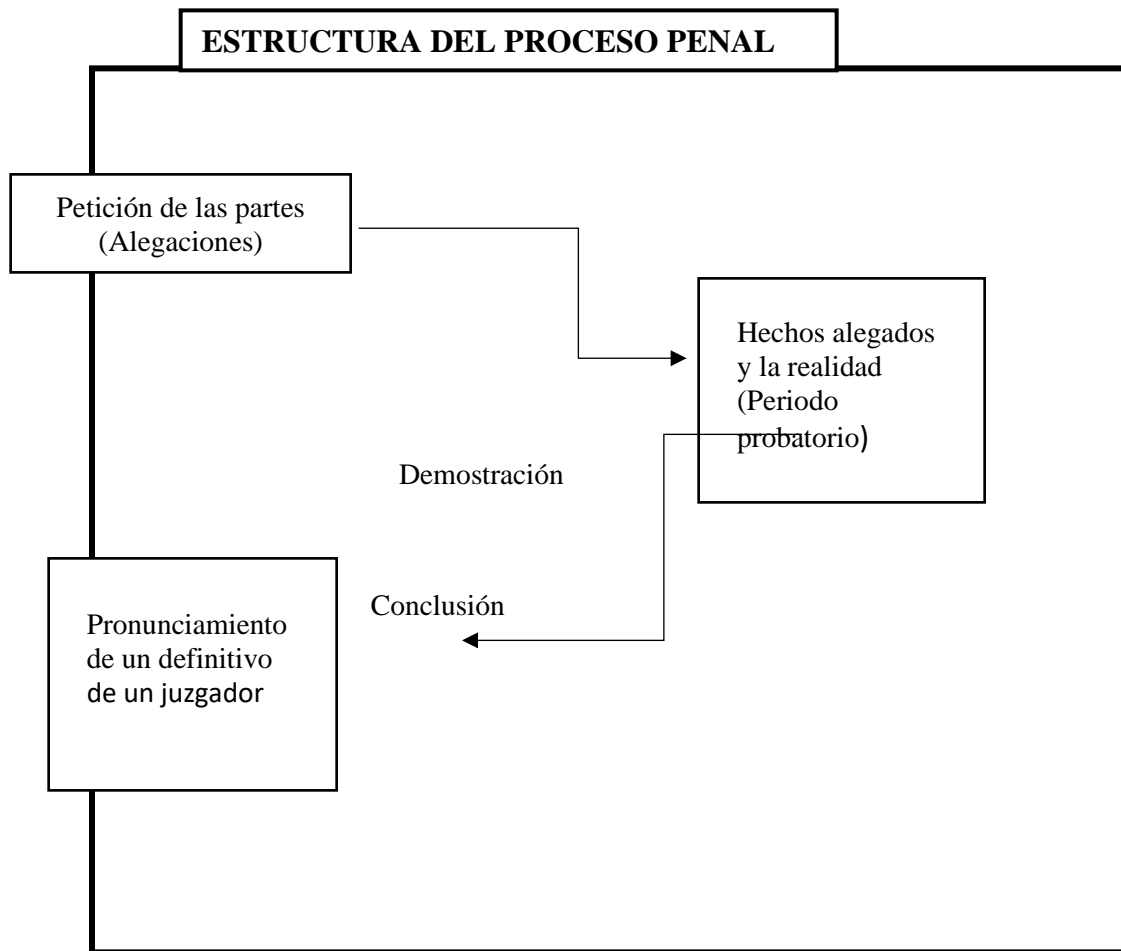 ESTRUCTURA DEL PROCESO PENAL
Petición de las partes
(Alegaciones)
Hechos alegados
y la realidad
(Periodo
probatorio)
Demostración
Conclusión
Pronunciamiento
de un definitivo
de un juzgador